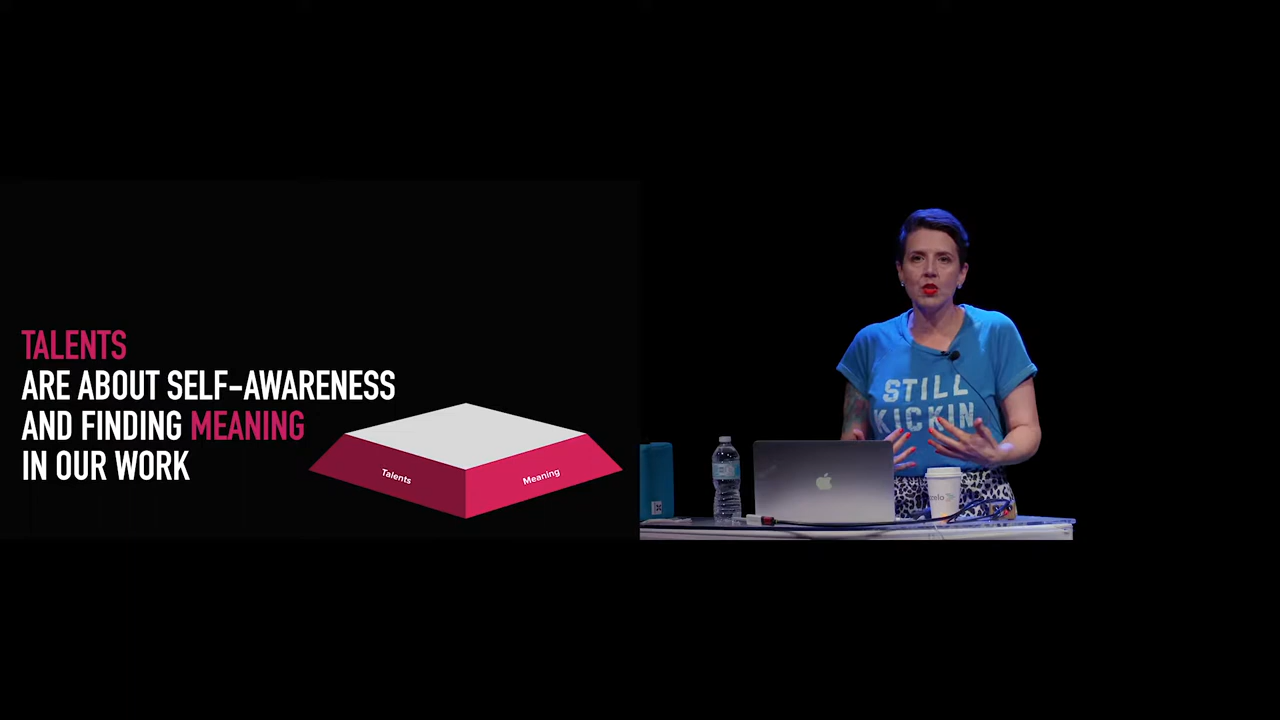 TALENTS
ARE ABOUT SELF-AWARENESS
AND FINDING MEANING
IN OUR WORK
Talents
Meaning
STILL
KICKIN